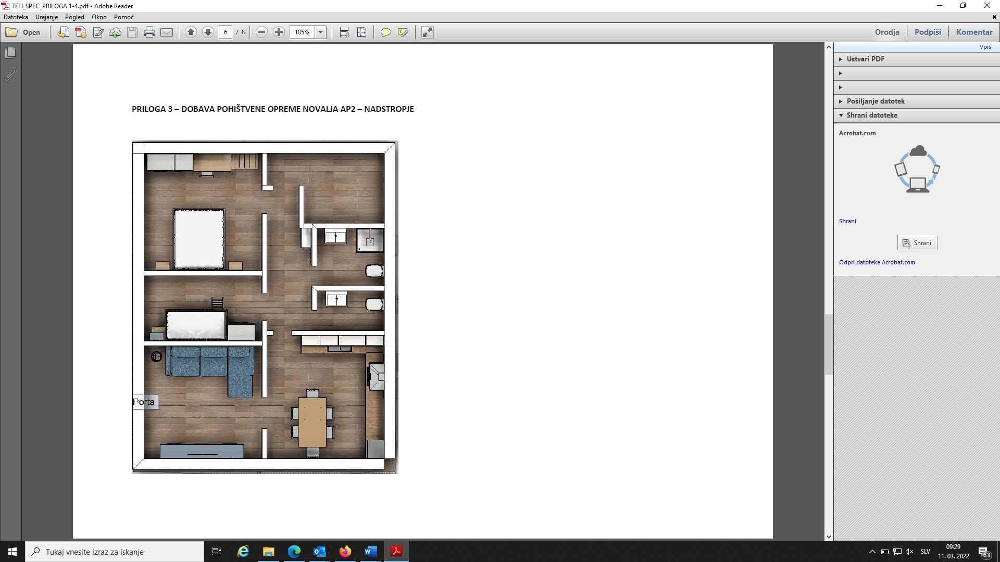 TEH_SPEC_PRILOGA 1-4.pdf - Adobe Reader
Datoteka Urejanje Pogled Okno Pomoč
Open 6 / 8 105% Orodja Podpiši Komentar
Vpis
Ustvari PDF
Pošiljanje datotek
Shrani datoteke
Acrobat.com
Shrani
Shrani
Odpri datoteke Acrobat.com
PRILOGA 3 – DOBAVA POHIŠTVENE OPREME NOVALJA AP2 – NADSTROPJE
Porta
Tukaj vnesite izraz za iskanje
SLV
09:29
11. 03. 2022
63